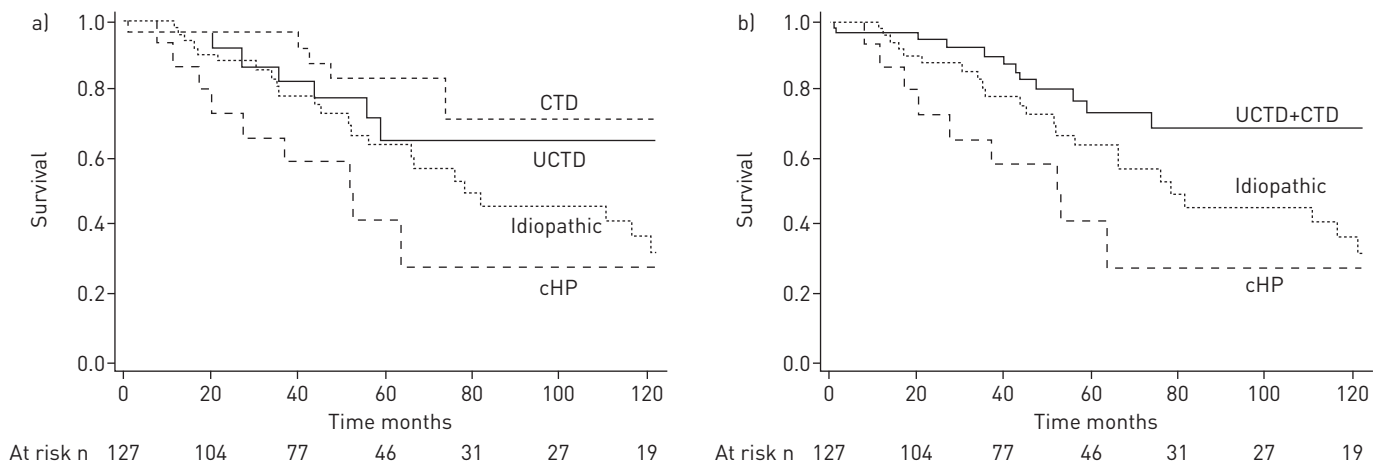 a)
1.0
0.8
0.6
0.4
0.2
0.0
Survival
CTD
UCTD
Idiopathic
cHP
0 20 40 60 80 100 120
Time months
At risk n 127 104 77 46 31 27 19
b)
1.0
0.8
0.6
0.4
0.2
0.0
Survival
UCTD+CTD
Idiopathic
cHP
0 20 40 60 80 100 120
Time months
At risk n 127 104 77 46 31 27 19